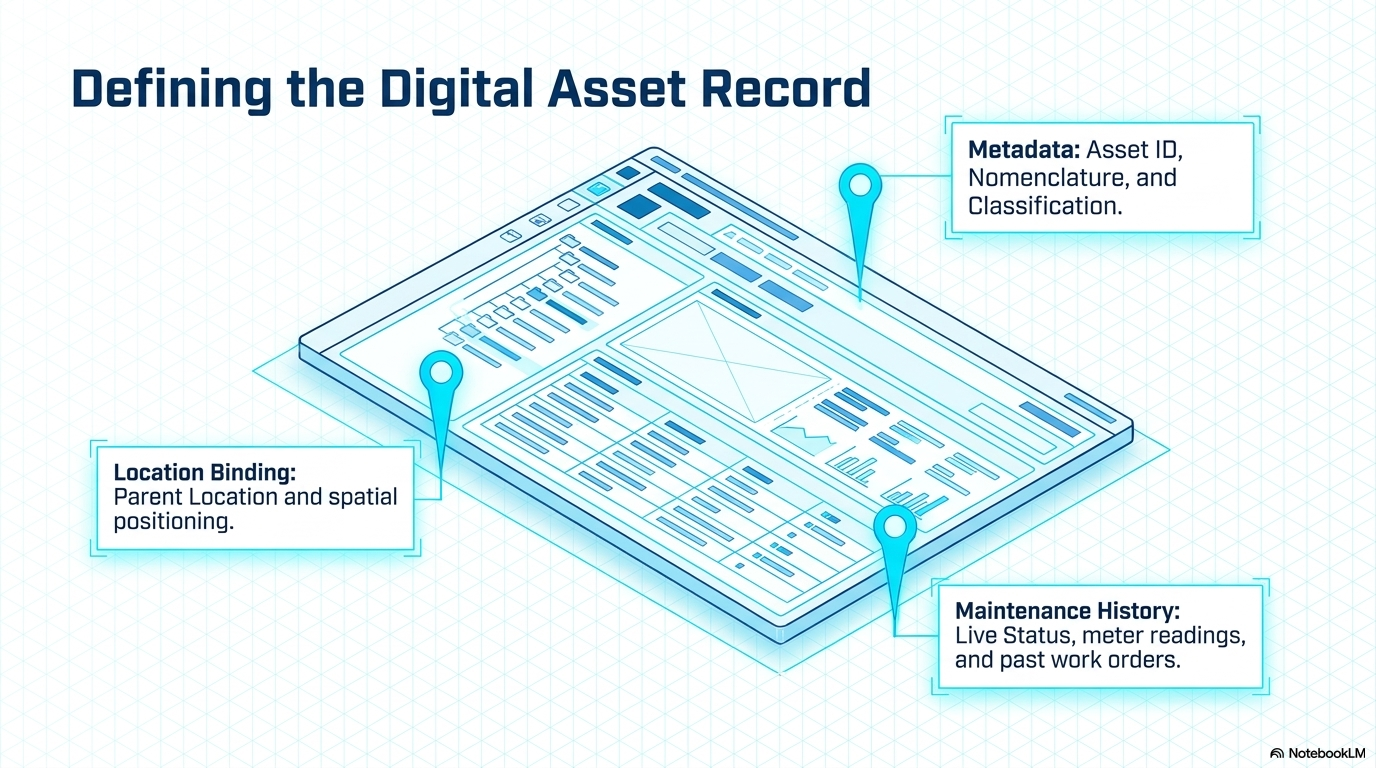 Defining the Digital Asset Record
Metadata: Asset ID,
Nomenclature, and
Classification.
Location Binding:
Parent Location and spatial
positioning.
Maintenance History:
Live Status, meter readings,
and past work orders.
NotebookLM